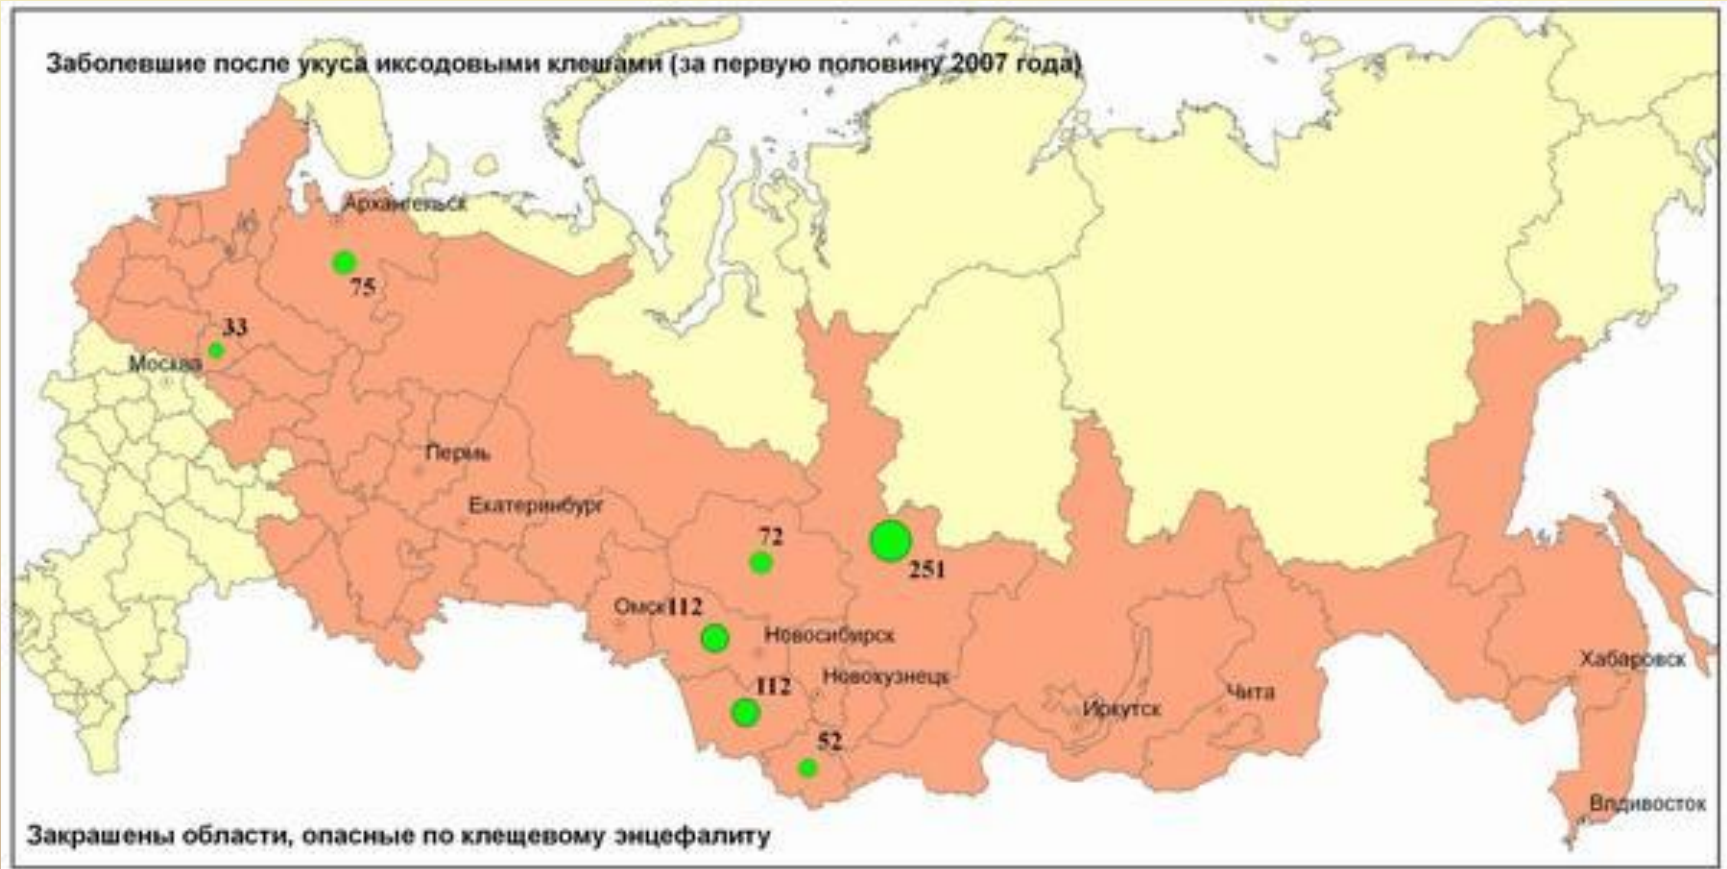 Заболевшие после укуса иксодовыми клешами (за первую половину 2007 года)
Архангельск
75
33
Москва
Пермь
Екатеринбург
72
251
Омск 112
Новосибирск
Новокузнецк
112
Хабаровск
Чита
Иркутск
52
Владивосток
Закрашены области, опасные по клещевому энцефалиту